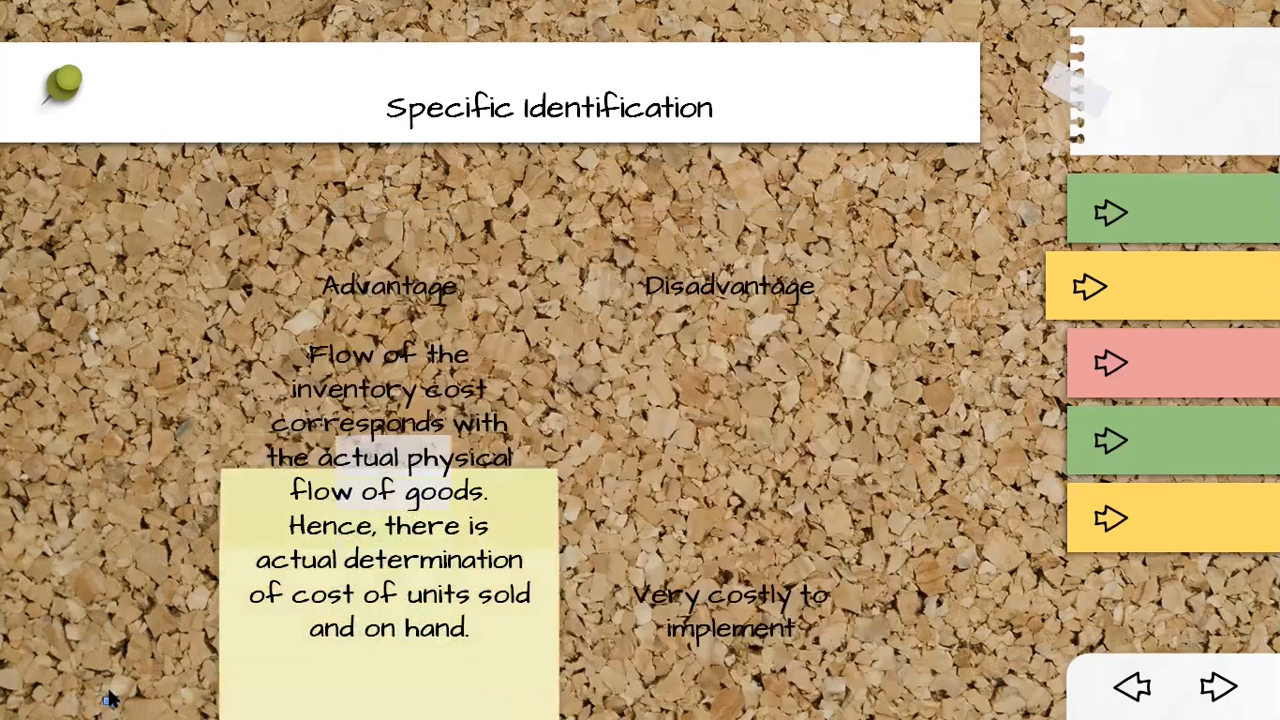 Specific Identification
Advantage
Flow of the
inventory cost
corresponds with
the actual physical
flow of goods.
Hence, there is
actual determination
of cost of units sold
and on hand.
Disadvantage
Very costly to
implement